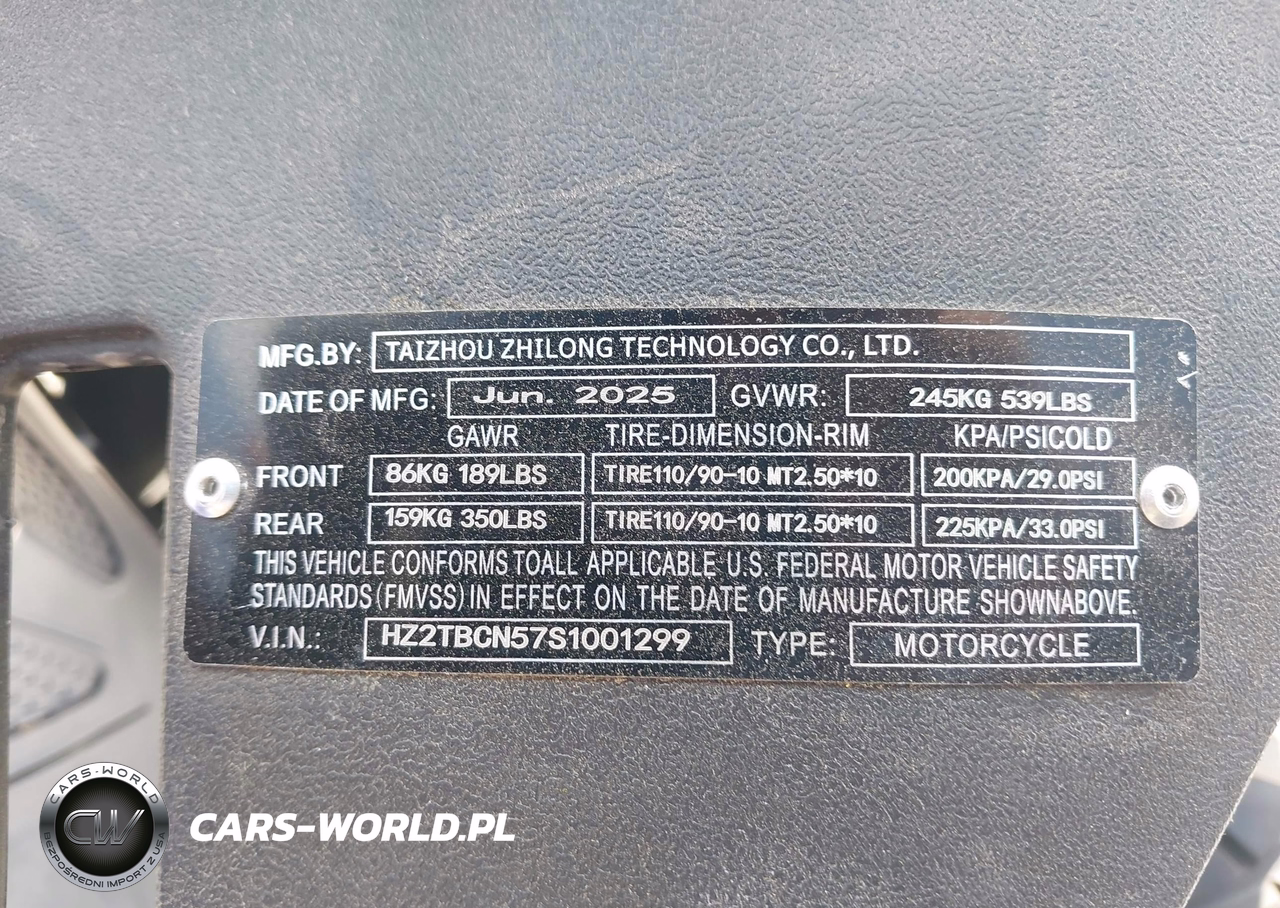 MFG.BY: TAIZHOU ZHILONG TECHNOLOGY CO., LTD.
DATE OF MFG: Jun. 2025 GVWR: 245KG 539LBS
GAWR TIRE-DIMENSION-RIM KPA/PSICOLD
FRONT 86KG 189LBS TIRE110/90-10 MT2.50*10 200KPA/29.0PSI
REAR 159KG 350LBS TIRE110/90-10 MT2.50*10 225KPA/33.0PSI
THIS VEHICLE CONFORMS TOALL APPLICABLE U.S. FEDERAL MOTOR VEHICLE SAFETY
STANDARDS (FMVSS) IN EFFECT ON THE DATE OF MANUFACTURE SHOWNABOVE.
V.I.N.: HZ2TBCN57S1001299 TYPE: MOTORCYCLE
CARS-WORLD
CW
BEZPOŚREDNI IMPORT Z USA
CARS-WORLD.PL